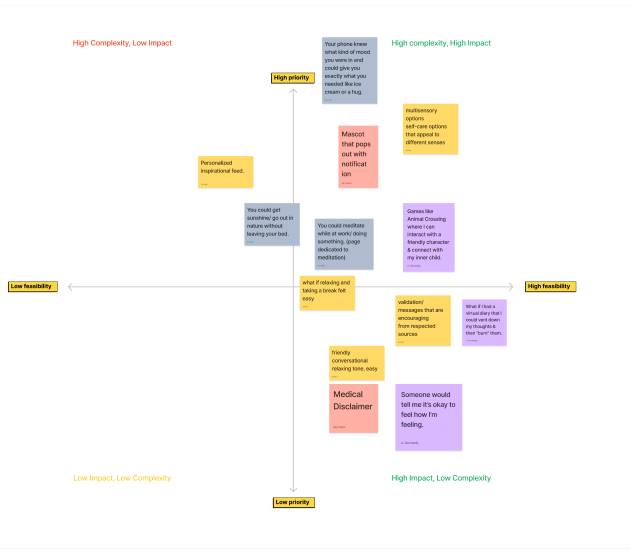 High Complexity, Low Impact
High complexity, High Impact
Your phone knew
what kind of mood
you were in and
could give you
exactly what you
needed like ice
cream or a hug.
High priority
multisensory
options
self-care options
that appeal to
different senses
Mascot
that pops
out with
notificat
ion
Personalized
Inspirational feed.
You could get
sunshine/ go out in
nature without
leaving your bed.
You could meditate
while at work/ doing
something. (page
dedicated to
meditation)
Games like
Animal Crossing
where I can
interact with a
friendly character
& connect with
my inner child.
Low feasibility
High feasibility
what if relaxing and
taking a break felt
easy
validation/
messages that are
encouraging
from respected
sources
What if I had a
virtual diary that I
could vent down
my thoughts &
then "burn" them.
friendly
conversational
relaxing tone, easy
Medical
Disclaimer
Someone would
tell me it's okay to
feel how I'm
feeling.
Low Impact, Low Complexity
High Impact, Low Complexity
Low priority